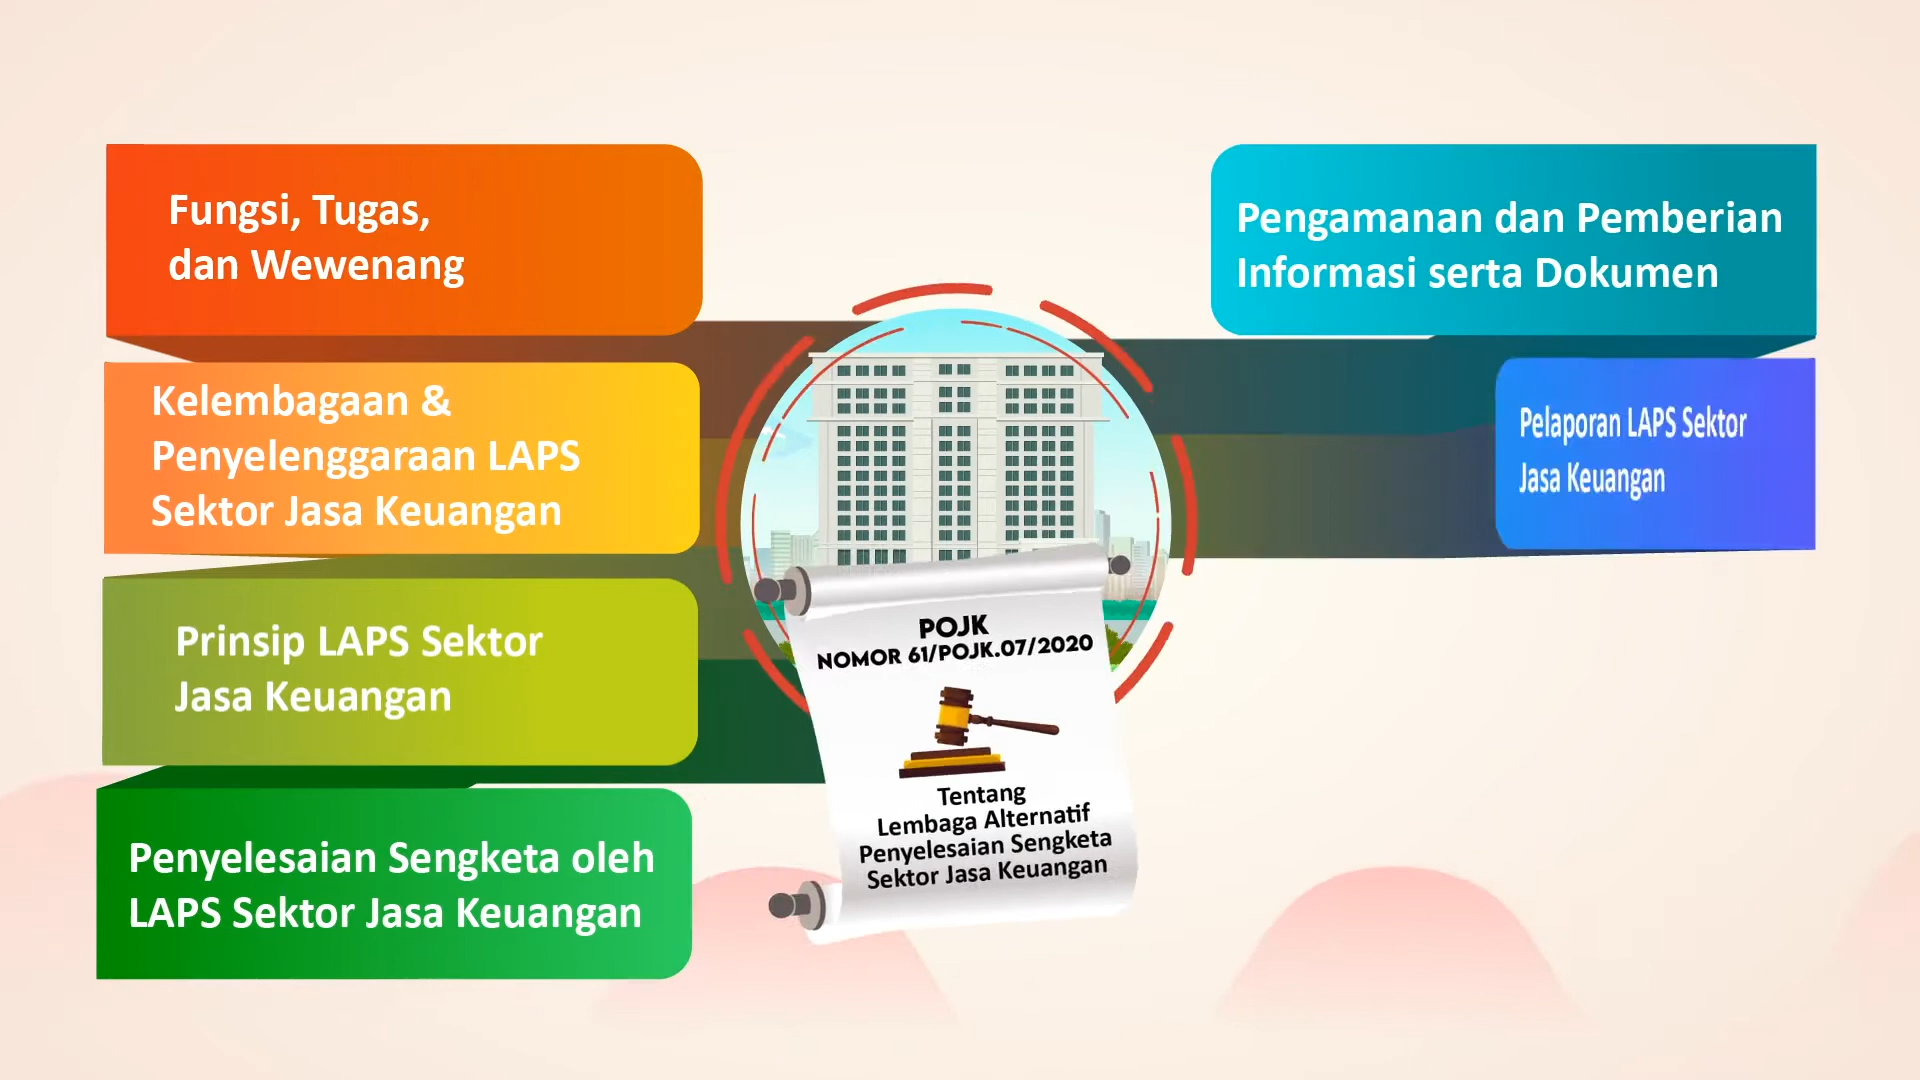 Fungsi, Tugas,
dan Wewenang
Kelembagaan &
Penyelenggaraan LAPS
Sektor Jasa Keuangan
Prinsip LAPS Sektor
Jasa Keuangan
Penyelesaian Sengketa oleh
LAPS Sektor Jasa Keuangan
POJK
NOMOR 61/POJK.07/2020
Tentang
Lembaga Alternatif
Penyelesaian Sengketa
Sektor Jasa Keuangan
Pengamanan dan Pemberian
Informasi serta Dokumen
Pelaporan LAPS Sektor
Jasa Keuangan